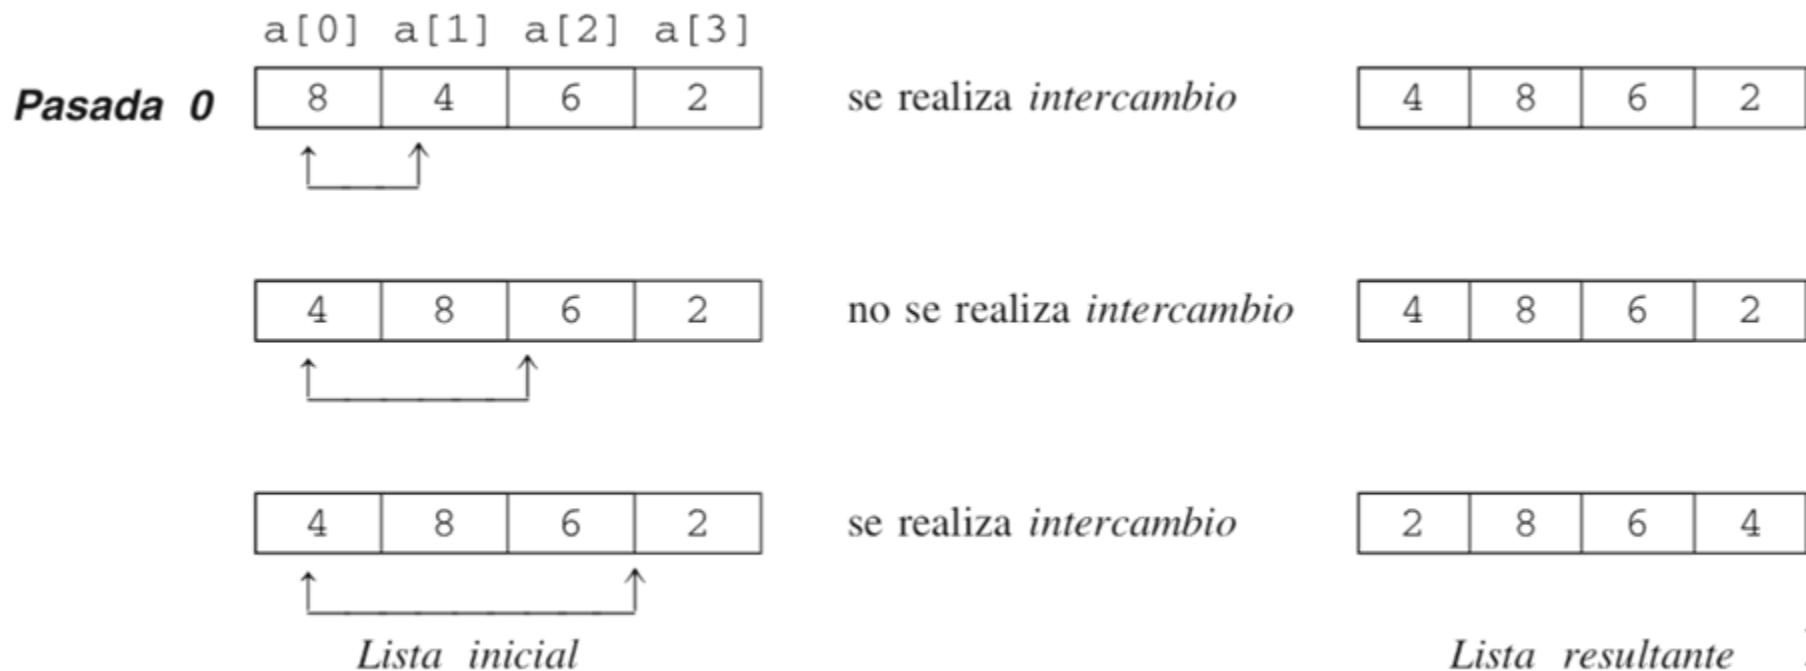 a[0] a[1] a[2] a[3]
Pasada 0 8 4 6 2 se realiza intercambio 4 8 6 2
4 8 6 2 no se realiza intercambio 4 8 6 2
4 8 6 2 se realiza intercambio 2 8 6 4
Lista inicial Lista resultante